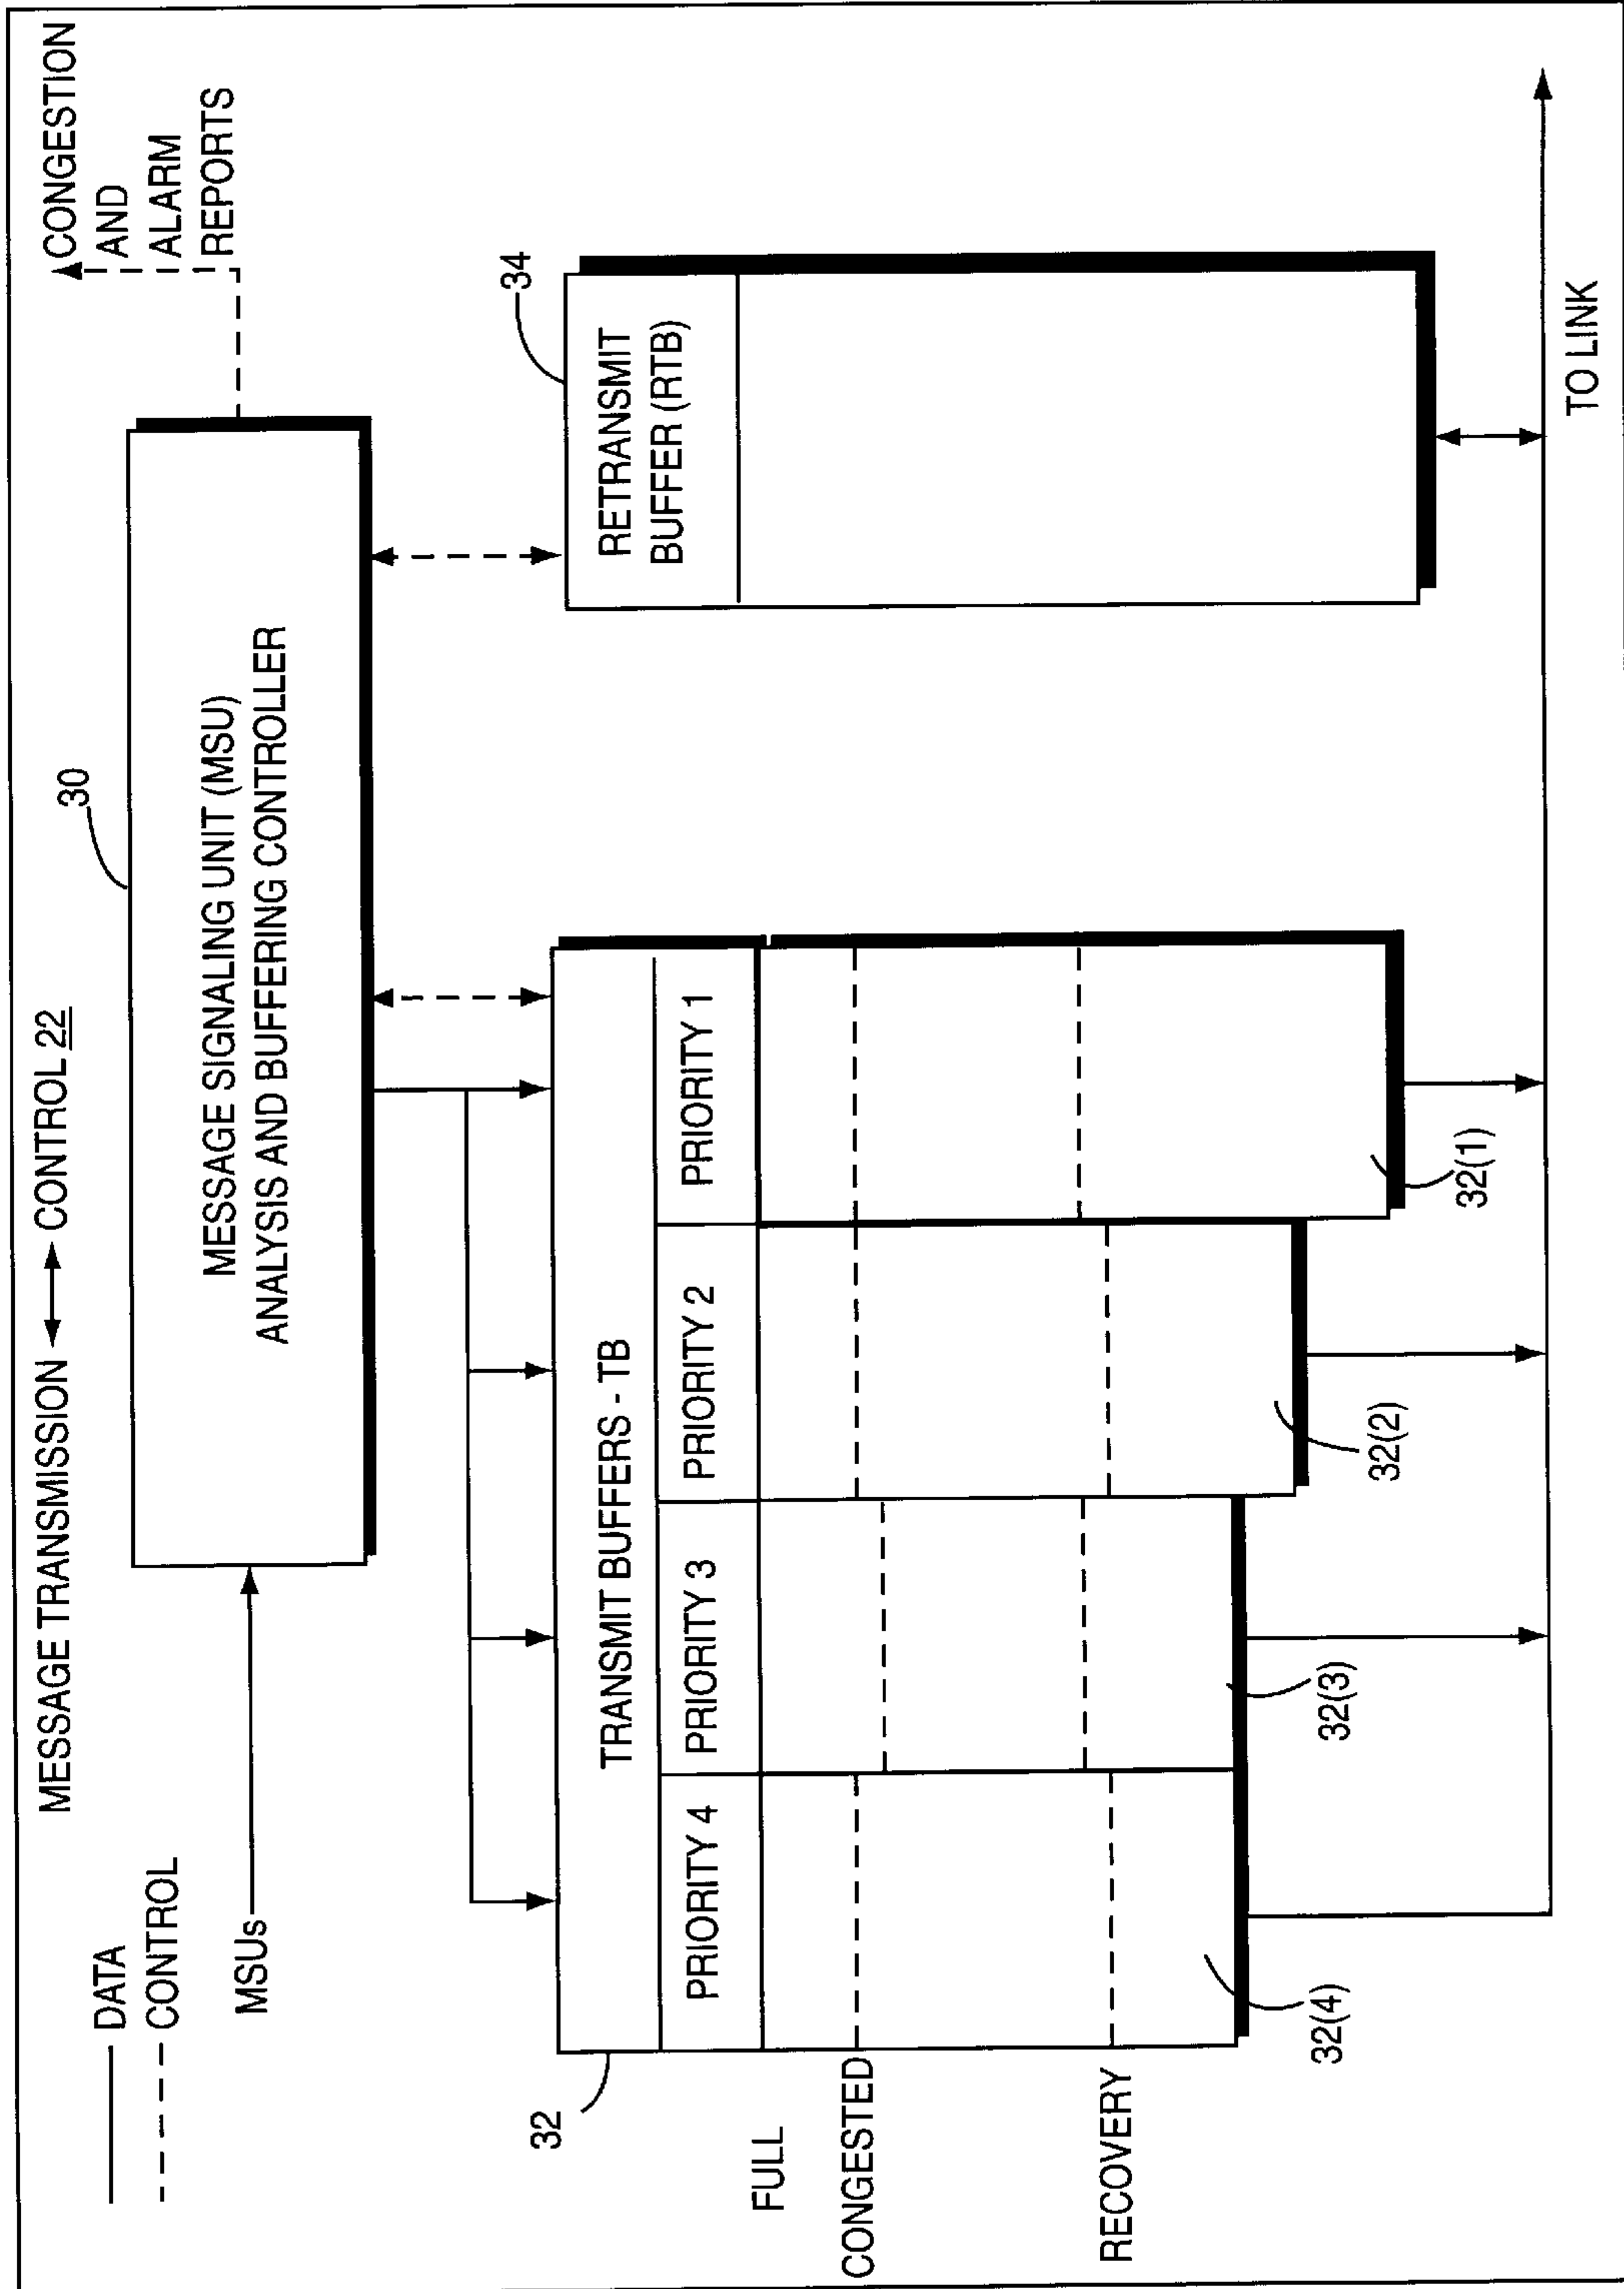 MESSAGE TRANSMISSION CONTROL 22
DATA
CONTROL
MSUs
30
MESSAGE SIGNALING UNIT (MSU)
ANALYSIS AND BUFFERING CONTROLLER
CONGESTION
AND
ALARM
REPORTS
32
TRANSMIT BUFFERS - TB
PRIORITY 4
PRIORITY 3
PRIORITY 2
PRIORITY 1
34
RETRANSMIT
BUFFER (RTB)
FULL
CONGESTED
RECOVERY
32(4)
32(3)
32(2)
32(1)
TO LINK